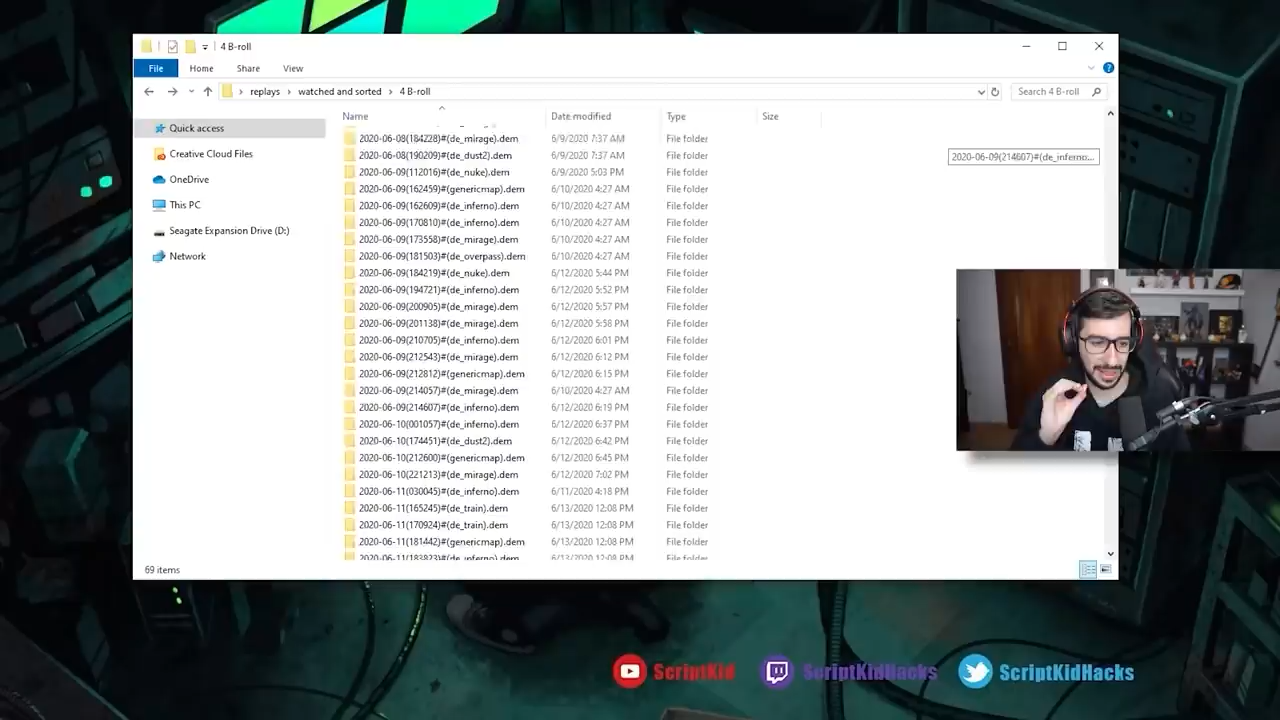 4 B-roll
File Home Share View
replays > watched and sorted > 4 B-roll
Search 4 B-roll
Name Date modified Type Size
Quick access
Creative Cloud Files
OneDrive
This PC
Seagate Expansion Drive (D:)
Network
2020-06-08(184228)#(de_mirage).dem 6/9/2020 7:37 AM File folder
2020-06-08(190209)#(de_dust2).dem 6/9/2020 7:37 AM File folder
2020-06-09(112016)#(de_nuke).dem 6/9/2020 5:03 PM File folder
2020-06-09(162459)#(genericmap).dem 6/10/2020 4:27 AM File folder
2020-06-09(162609)#(de_inferno).dem 6/10/2020 4:27 AM File folder
2020-06-09(170810)#(de_inferno).dem 6/10/2020 4:27 AM File folder
2020-06-09(173558)#(de_mirage).dem 6/10/2020 4:27 AM File folder
2020-06-09(181503)#(de_overpass).dem 6/10/2020 4:27 AM File folder
2020-06-09(184219)#(de_nuke).dem 6/12/2020 5:44 PM File folder
2020-06-09(194721)#(de_inferno).dem 6/12/2020 5:52 PM File folder
2020-06-09(200905)#(de_mirage).dem 6/12/2020 5:57 PM File folder
2020-06-09(201138)#(de_mirage).dem 6/12/2020 5:58 PM File folder
2020-06-09(210705)#(de_inferno).dem 6/12/2020 6:01 PM File folder
2020-06-09(212543)#(de_mirage).dem 6/12/2020 6:12 PM File folder
2020-06-09(212812)#(genericmap).dem 6/12/2020 6:15 PM File folder
2020-06-09(214057)#(de_mirage).dem 6/10/2020 4:27 AM File folder
2020-06-09(214607)#(de_inferno).dem 6/12/2020 6:19 PM File folder
2020-06-10(001057)#(de_inferno).dem 6/12/2020 6:37 PM File folder
2020-06-10(174451)#(de_dust2).dem 6/12/2020 6:42 PM File folder
2020-06-10(212600)#(genericmap).dem 6/12/2020 6:45 PM File folder
2020-06-10(221213)#(de_mirage).dem 6/12/2020 7:02 PM File folder
2020-06-11(030045)#(de_inferno).dem 6/11/2020 4:18 PM File folder
2020-06-11(165245)#(de_train).dem 6/13/2020 12:08 PM File folder
2020-06-11(170924)#(de_train).dem 6/13/2020 12:08 PM File folder
2020-06-11(181442)#(genericmap).dem 6/13/2020 12:08 PM File folder
2020-06-11(183823)#(de_inferno).dem 6/13/2020 12:08 PM File folder
2020-06-09(214607)#(de_inferno...
69 items
ScriptKid ScriptKidHacks ScriptKidHacks